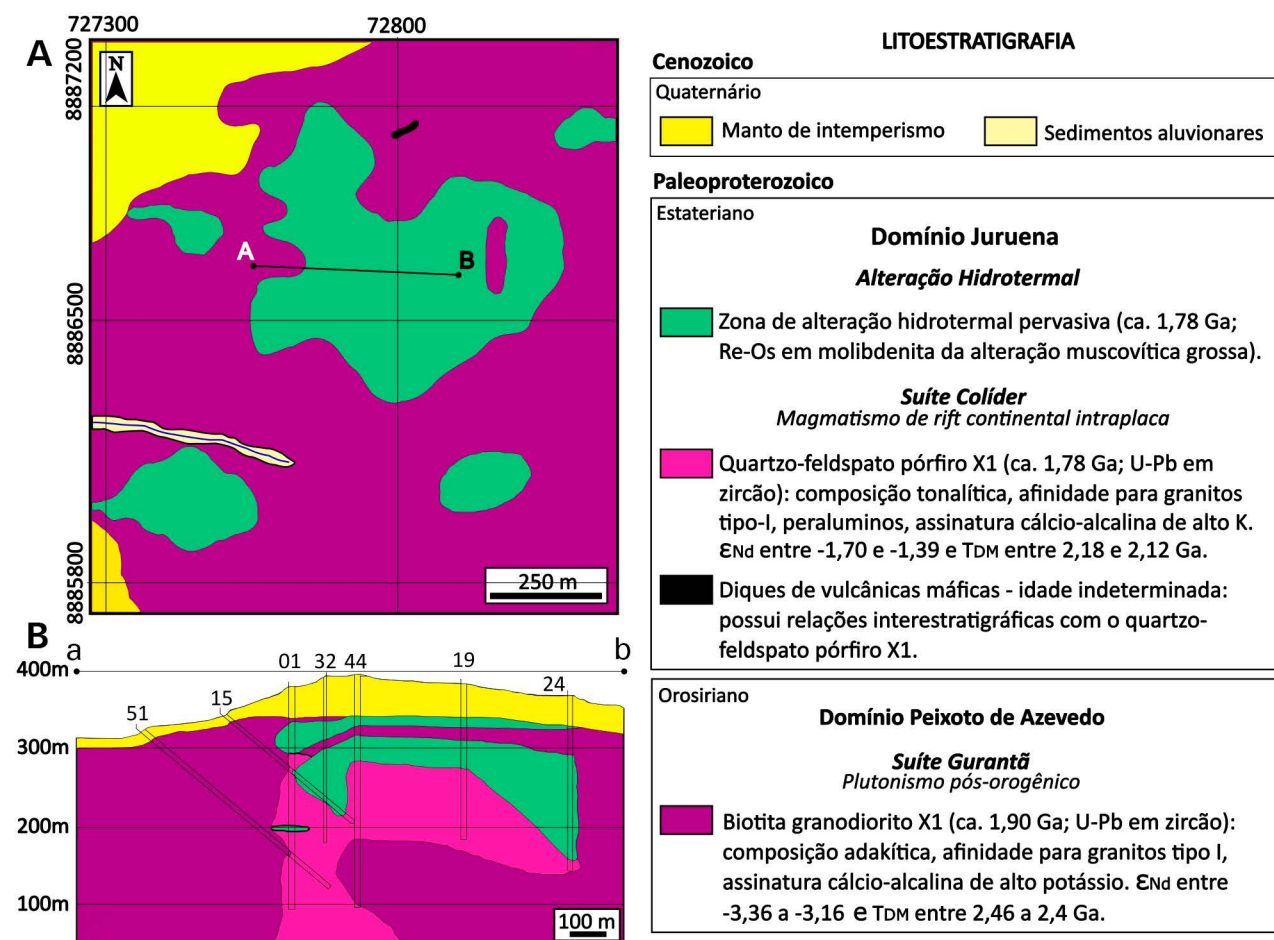 A
727300
72800
N
8887200
8886500
8885800
A
B
250 m
B
a
b
400m
300m
200m
100m
51
15
01
32
44
19
24
100 m
LITOESTRATIGRAFIA
Cenozoico
Quaternário
Manto de intemperismo
Sedimentos aluvionares
Paleoproterozoico
Estateriano
Domínio Juruena
Alteração Hidrotermal
Zona de alteração hidrotermal pervasiva (ca. 1,78 Ga;
Re-Os em molibdenita da alteração muscovítica grossa).
Suíte Colíder
Magmatismo de rift continental intraplaca
Quartzo-feldspato pórfiro X1 (ca. 1,78 Ga; U-Pb em
zircão): composição tonalítica, afinidade para granitos
tipo-I, peraluminos, assinatura cálcio-alcalina de alto K.
ƐNd entre -1,70 e -1,39 e TDM entre 2,18 e 2,12 Ga.
Diques de vulcânicas máficas - idade indeterminada:
possui relações interestratigráficas com o quartzo-
feldspato pórfiro X1.
Orosiriano
Domínio Peixoto de Azevedo
Suíte Gurantã
Plutonismo pós-orogênico
Biotita granodiorito X1 (ca. 1,90 Ga; U-Pb em zircão):
composição adakítica, afinidade para granitos tipo I,
assinatura cálcio-alcalina de alto potássio. ƐNd entre
-3,36 a -3,16 e TDM entre 2,46 a 2,4 Ga.